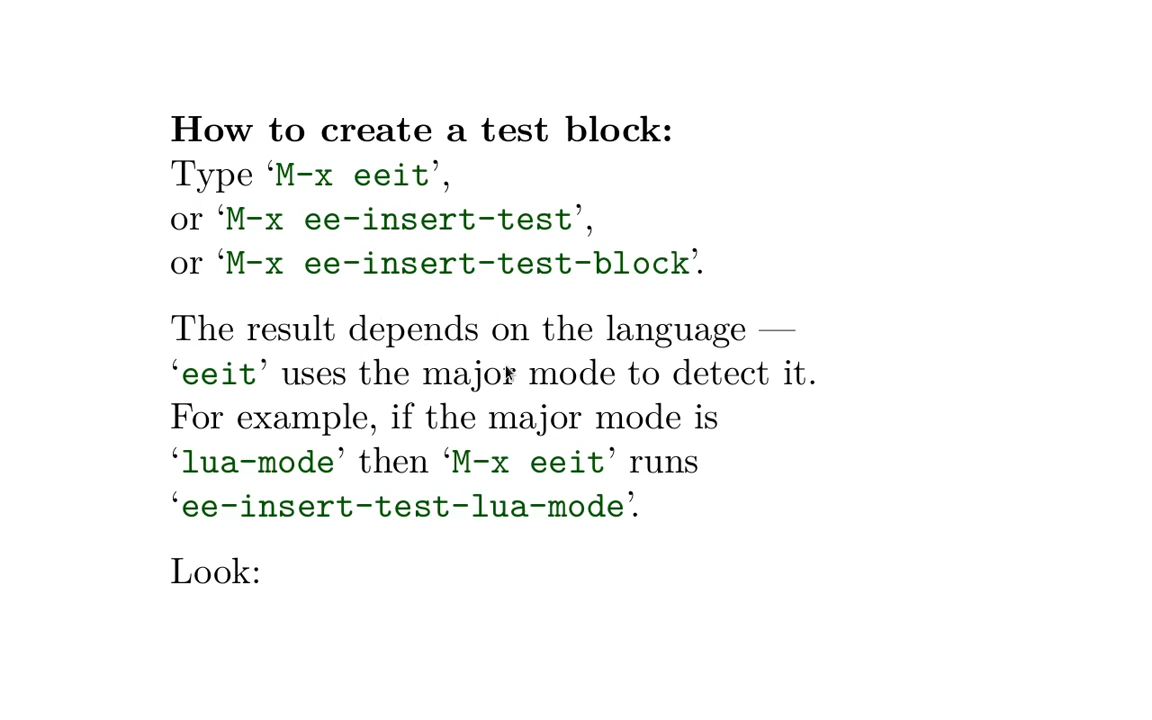 How to create a test block:
Type ‘M-x eeit’,
or ‘M-x ee-insert-test’,
or ‘M-x ee-insert-test-block’.
The result depends on the language —
‘eeit’ uses the major mode to detect it.
For example, if the major mode is
‘lua-mode’ then ‘M-x eeit’ runs
‘ee-insert-test-lua-mode’.
Look: